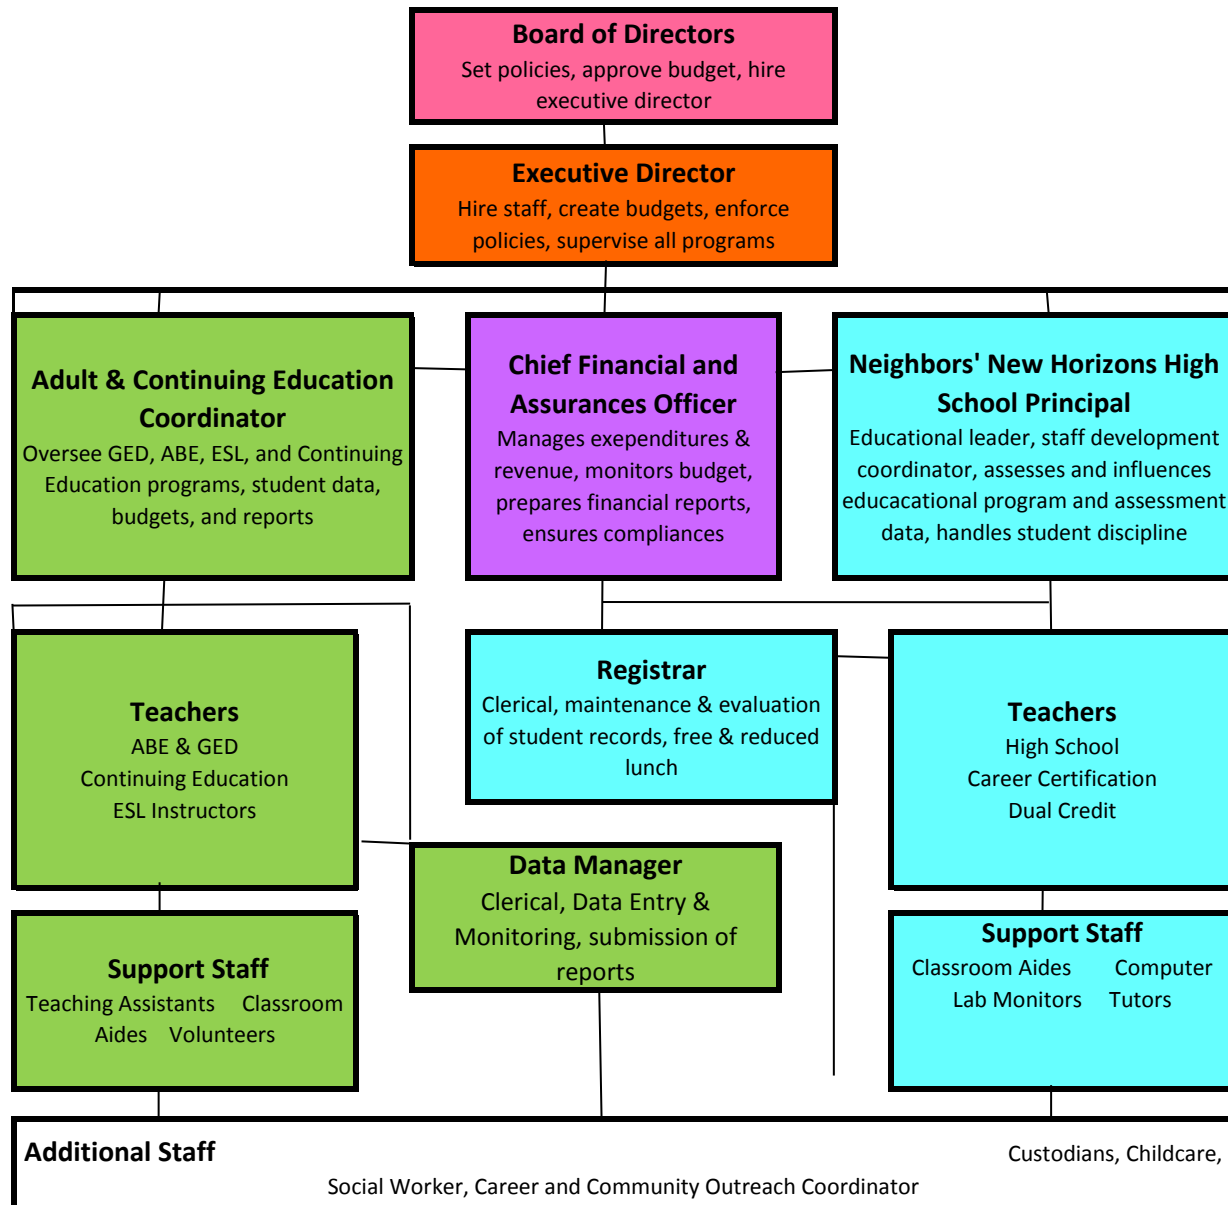 Board of Directors
Set policies, approve budget, hire
executive director
Executive Director
Hire staff, create budgets, enforce
policies, supervise all programs
Adult & Continuing Education
Coordinator
Oversee GED, ABE, ESL, and Continuing
Education programs, student data,
budgets, and reports
Chief Financial and
Assurances Officer
Manages exependitures &
revenue, monitors budget,
prepares financial reports,
ensures compliances
Neighbors' New Horizons High
School Principal
Educational leader, staff development
coordinator, assesses and influences
educacational program and assessment
data, handles student discipline
Teachers
ABE & GED
Continuing Education
ESL Instructors
Registrar
Clerical, maintenance & evaluation
of student records, free & reduced
lunch
Teachers
High School
Career Certification
Dual Credit
Data Manager
Clerical, Data Entry &
Monitoring, submission of
reports
Support Staff
Teaching Assistants Classroom
Aides Volunteers
Support Staff
Classroom Aides Computer
Lab Monitors Tutors
Additional Staff Custodians, Childcare,
Social Worker, Career and Community Outreach Coordinator